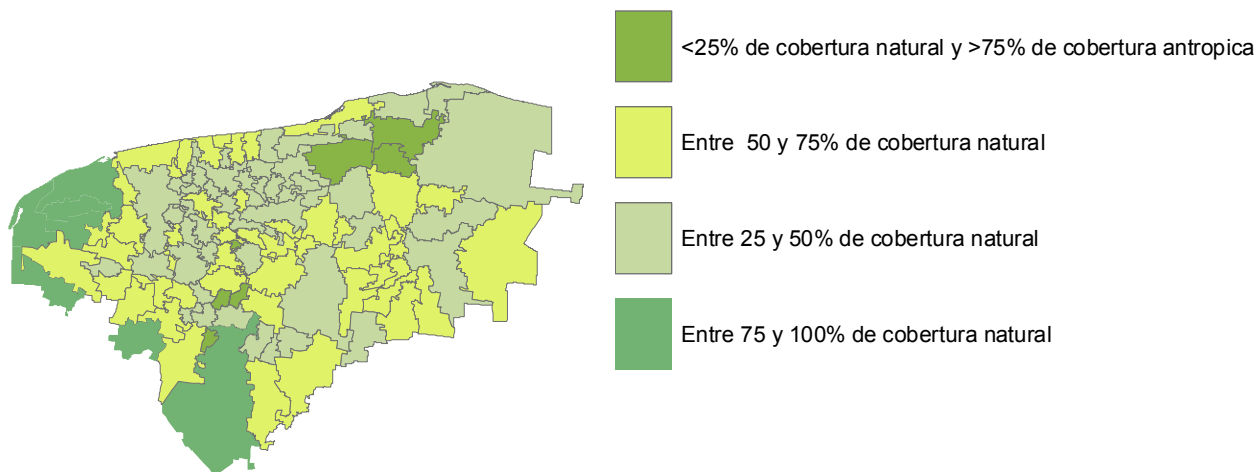 <25% de cobertura natural y >75% de cobertura antropica
Entre 50 y 75% de cobertura natural
Entre 25 y 50% de cobertura natural
Entre 75 y 100% de cobertura natural